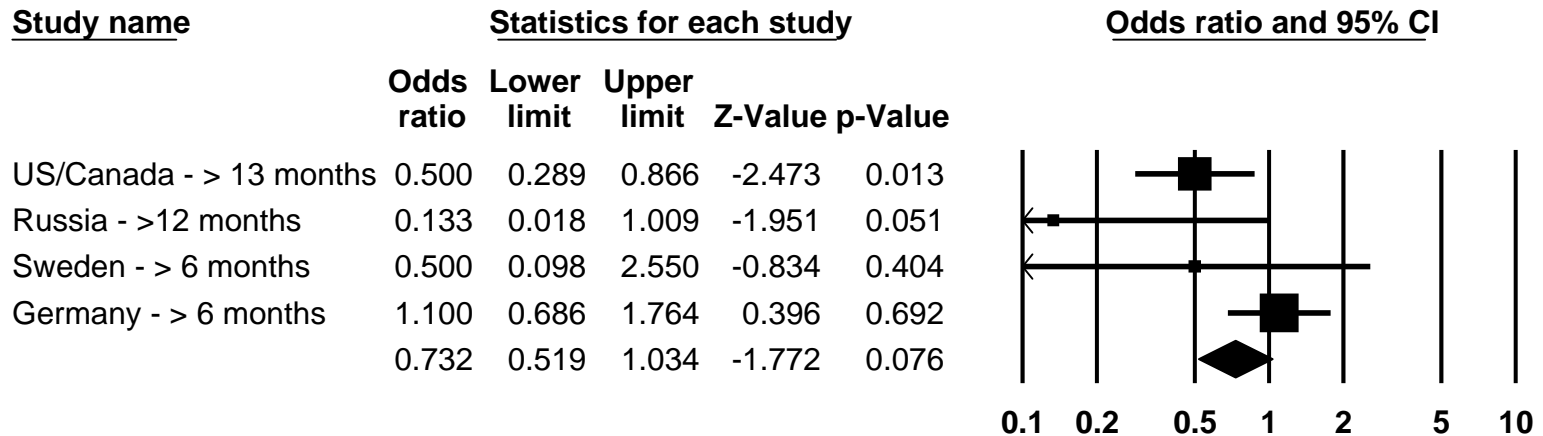 Study name Statistics for each study Odds ratio and 95% CI
Odds Lower Upper
ratio limit limit Z-Value p-Value
US/Canada - > 13 months 0.500 0.289 0.866 -2.473 0.013
Russia - >12 months 0.133 0.018 1.009 -1.951 0.051
Sweden - > 6 months 0.500 0.098 2.550 -0.834 0.404
Germany - > 6 months 1.100 0.686 1.764 0.396 0.692
0.732 0.519 1.034 -1.772 0.076
0.1 0.2 0.5 1 2 5 10